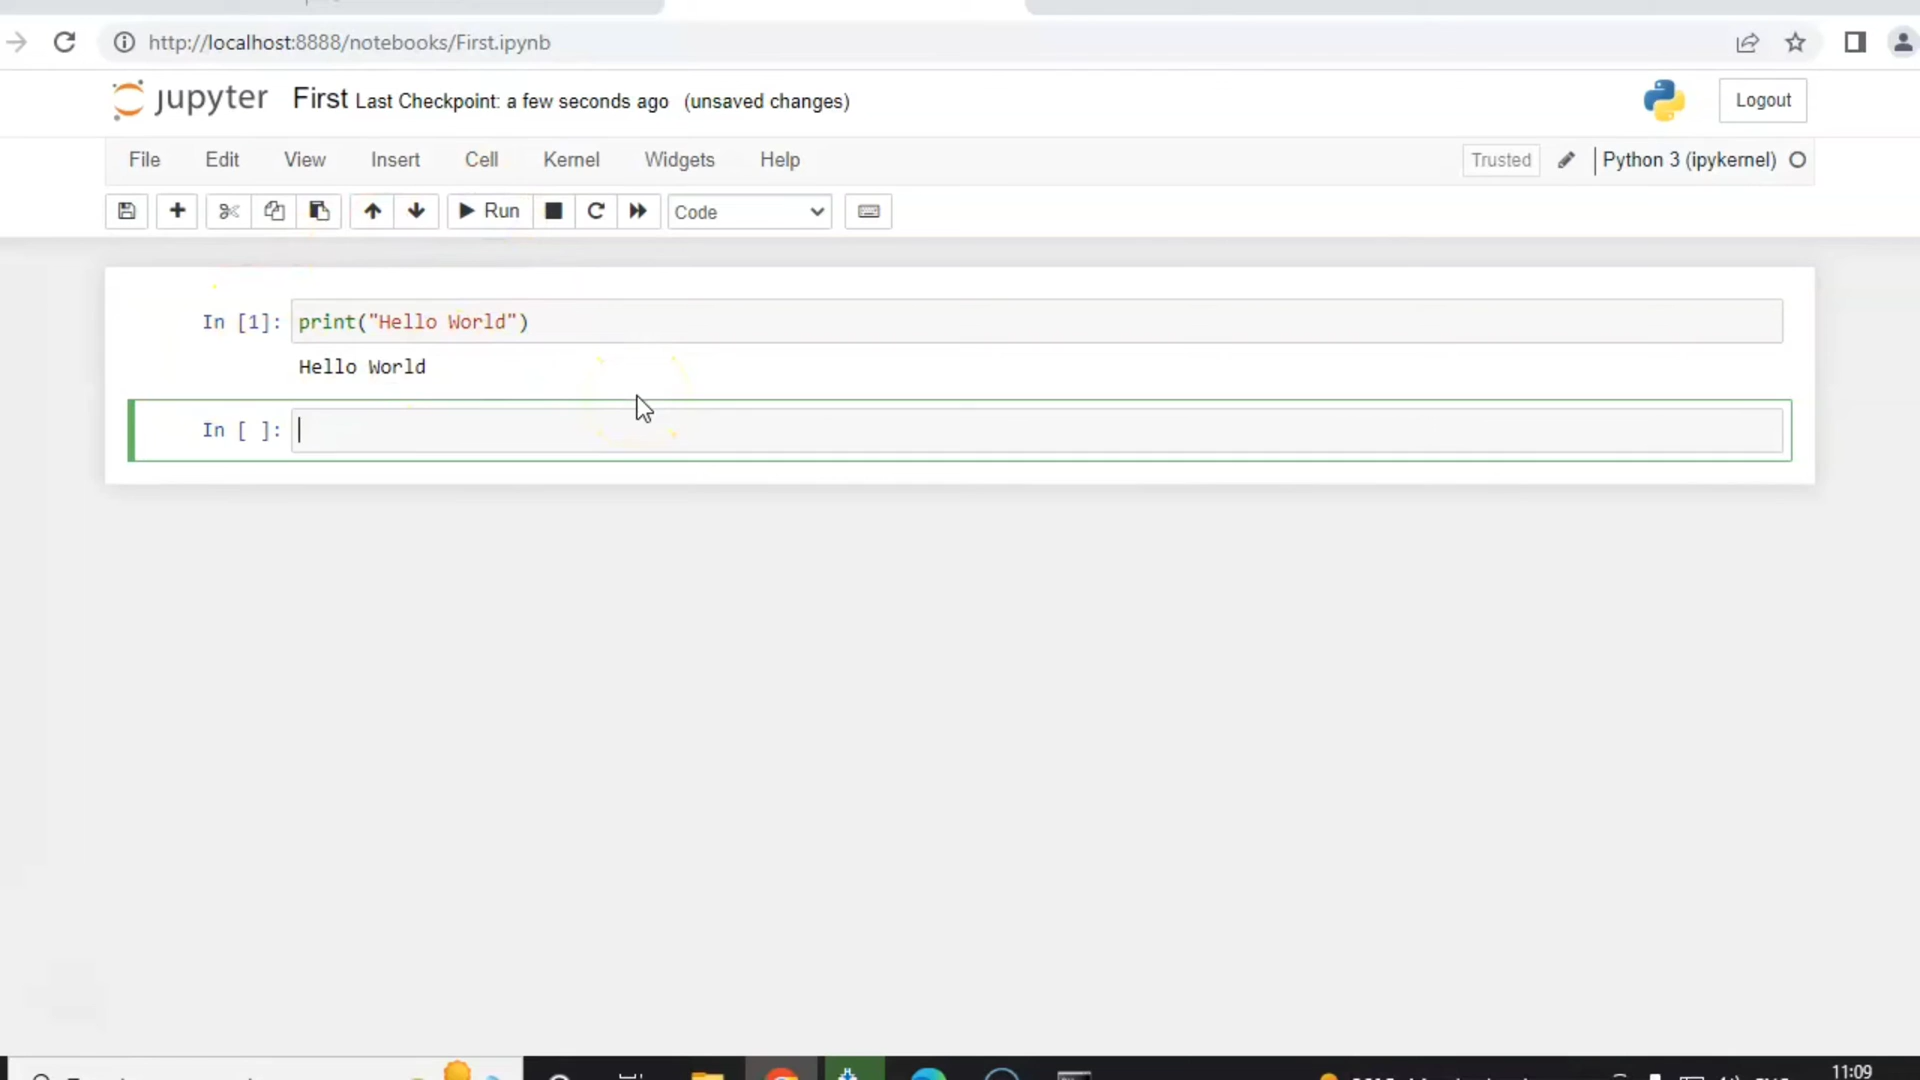 http://localhost:8888/notebooks/First.ipynb
jupyter First Last Checkpoint: a few seconds ago (unsaved changes)
Logout
File Edit View Insert Cell Kernel Widgets Help
Trusted Python 3 (ipykernel)
Run Code
In [1]: print("Hello World")
Hello World
In [ ]:
11:09